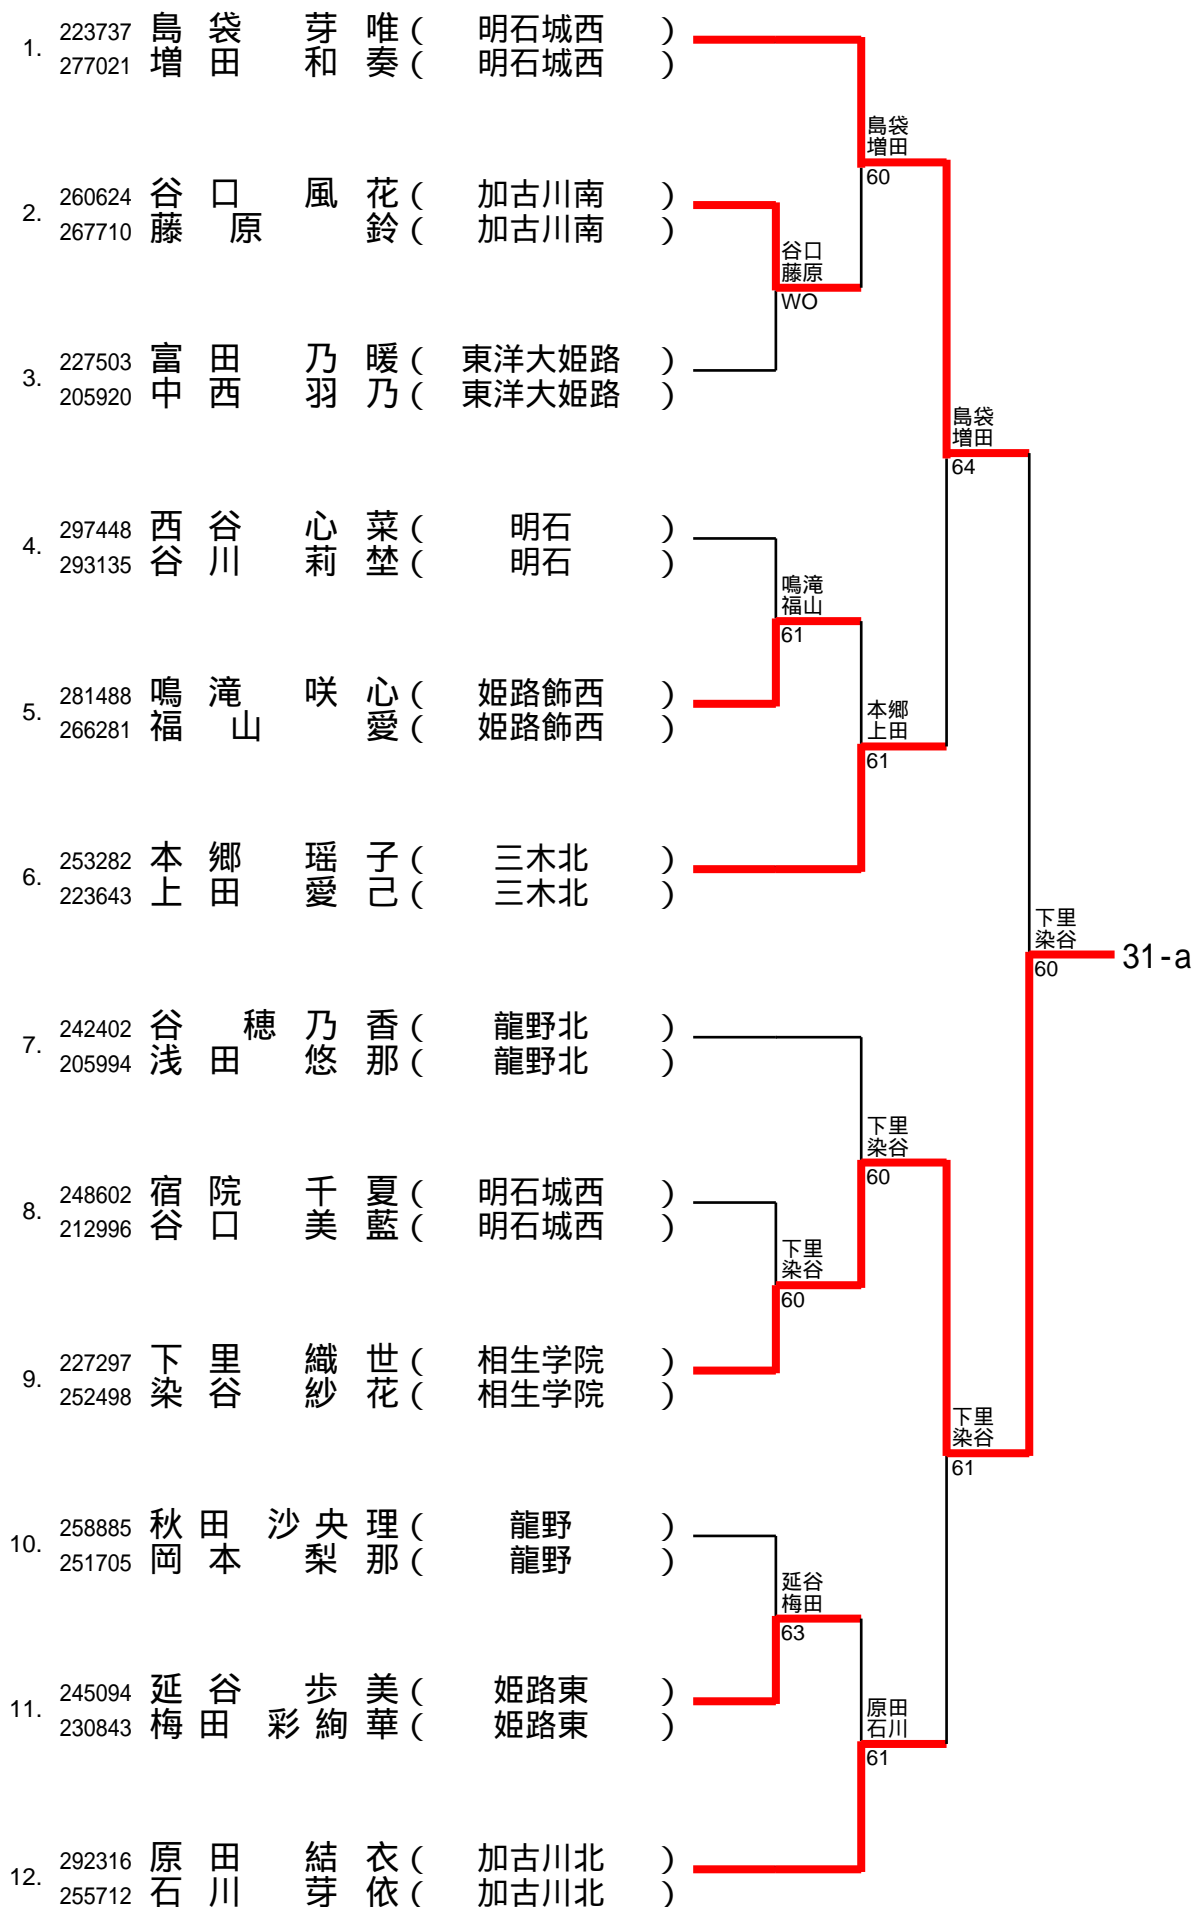 1. 223737 島袋 芽唯 ( 明石城西 )
277021 増田 和奏 ( 明石城西 )
島袋
増田
60
2. 260624 谷口 風花 ( 加古川南 )
267710 藤原 鈴 ( 加古川南 )
谷口
藤原
WO
3. 227503 富田 乃暖 ( 東洋大姫路 )
205920 中西 羽乃 ( 東洋大姫路 )
島袋
増田
64
4. 297448 西谷 心菜 ( 明石 )
293135 谷川 莉埜 ( 明石 )
鳴滝
福山
61
5. 281488 鳴滝 咲心 ( 姫路飾西 )
266281 福山 愛 ( 姫路飾西 )
本郷
上田
61
6. 253282 本郷 瑶子 ( 三木北 )
223643 上田 愛己 ( 三木北 )
下里
染谷
60
31-a
7. 242402 谷 穂乃香 ( 龍野北 )
205994 浅田 悠那 ( 龍野北 )
下里
染谷
60
8. 248602 宿院 千夏 ( 明石城西 )
212996 谷口 美藍 ( 明石城西 )
下里
染谷
60
9. 227297 下里 織世 ( 相生学院 )
252498 染谷 紗花 ( 相生学院 )
下里
染谷
61
10. 258885 秋田 沙央理 ( 龍野 )
251705 岡本 梨那 ( 龍野 )
延谷
梅田
63
11. 245094 延谷 歩美 ( 姫路東 )
230843 梅田 彩絢華 ( 姫路東 )
原田
石川
61
12. 292316 原田 結衣 ( 加古川北 )
255712 石川 芽依 ( 加古川北 )